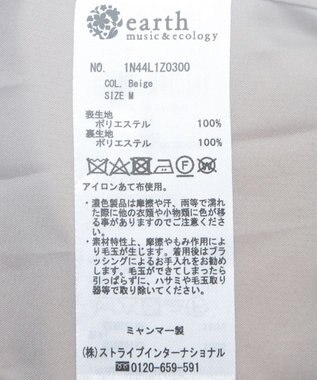 earth
music&ecology
NO. 1N44L1Z0300
COL. Beige
SIZE M
表生地
ポリエステル 100%
裏生地
ポリエステル 100%
アイロンあて布使用。
・濃色製品は摩擦や汗、雨等で濡れ
た際に他の衣類や小物類に色が移
る事がありますのでご注意くださ
い。
・素材特性上、摩擦やもみ作用によ
り毛玉が生じます。着用後はブラ
ッシングによるお手入れをお勧め
します。毛玉ができてしまったら
引っぱらずに、ハサミや毛玉取り
器等で取り除いてください。
ミャンマー製
(株)ストライプインターナショナル
0120-659-591